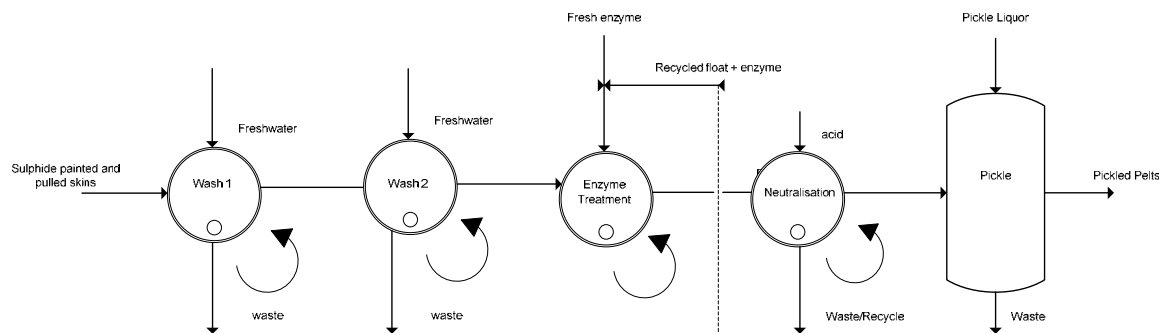 Fresh enzyme
Pickle Liquor
Recycled float + enzyme
Freshwater
Freshwater
acid
Sulphide painted and
pulled skins
Wash 1
Wash 2
Enzyme
Treatment
Neutralisation
Pickle
Pickled Pelts
waste
waste
Waste/Recycle
Waste